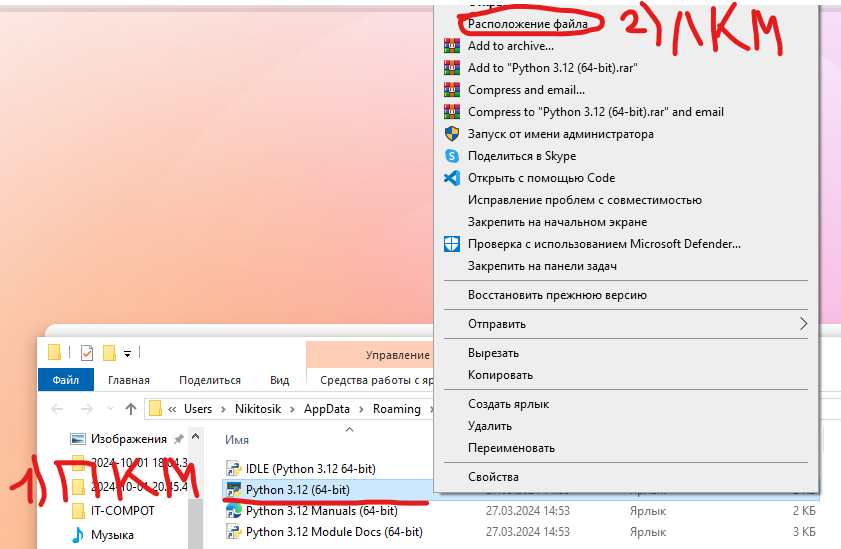 Расположение файла
2) ЛКМ
Add to archive...
Add to "Python 3.12 (64-bit).rar"
Compress and email...
Compress to "Python 3.12 (64-bit).rar" and email
Запуск от имени администратора
Поделиться в Skype
Открыть с помощью Code
Исправление проблем с совместимостью
Закрепить на начальном экране
Проверка с использованием Microsoft Defender...
Закрепить на панели задач
Восстановить прежнюю версию
Отправить
Вырезать
Копировать
Создать ярлык
Удалить
Переименовать
Свойства
Управление
Файл Главная Поделиться Вид Средства работы с яр
« Users > Nikitosik > AppData > Roaming >
Изображения
Имя
2024-10-01 18.04.3
IDLE (Python 3.12 64-bit)
1) ПКМ
2024-10-01 20.45.4
Python 3.12 (64-bit)
IT-COMPOT
Python 3.12 Manuals (64-bit) 27.03.2024 14:53 Ярлык 2 КБ
Музыка
Python 3.12 Module Docs (64-bit) 27.03.2024 14:53 Ярлык 3 КБ